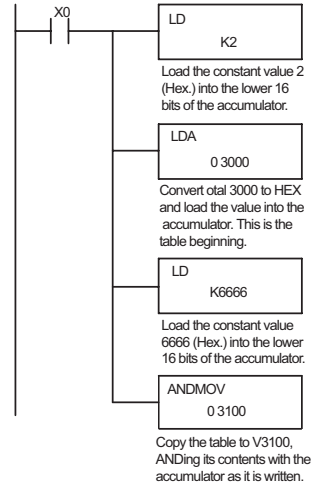 X0
LD
K2
Load the constant value 2
(Hex.) into the lower 16
bits of the accumulator.
LDA
0 3000
Convert otal 3000 to HEX
and load the value into the
accumulator. This is the
table beginning.
LD
K6666
Load the constant value
6666 (Hex.) into the lower
16 bits of the accumulator.
ANDMOV
0 3100
Copy the table to V3100,
ANDing its contents with the
accumulator as it is written.